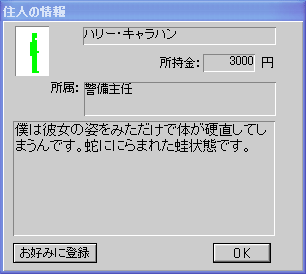 住人の情報
ハリー・キャラハン
所持金: 3000 円
所属: 警備主任
僕は彼女の姿をみただけで体が硬直してし
まうんです。蛇ににらまれた蛙状態です。
お好みに登録 OK